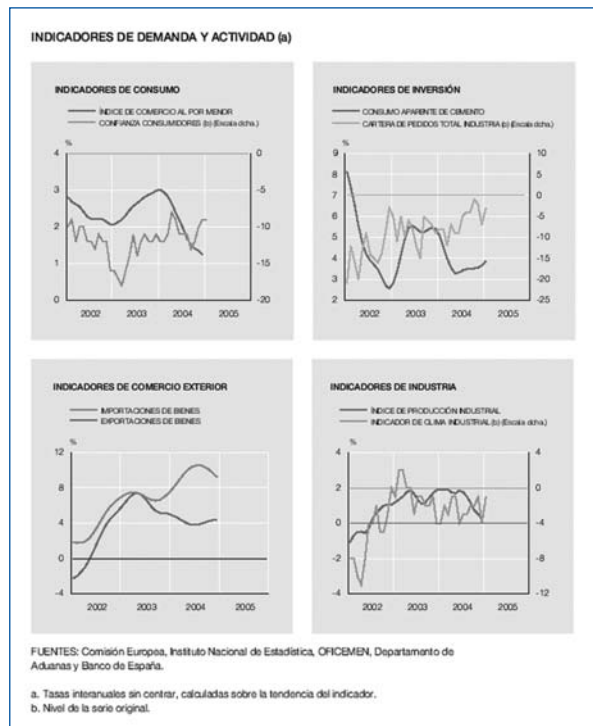 INDICADORES DE DEMANDA Y ACTIVIDAD (a)
INDICADORES DE CONSUMO
ÍNDICE DE COMERCIO AL POR MENOR
CONFIANZA CONSUMIDORES (b) (Escala dcha.)
%
4 0
3 -5
2 -10
1 -15
0 -20
2002 2003 2004 2005
INDICADORES DE INVERSIÓN
CONSUMO APARENTE DE CEMENTO
CARTERA DE PEDIDOS TOTAL INDUSTRIA (b) (Escala dcha.)
%
9 10
8 5
7 0
6 -5
5 -10
4 -15
3 -20
2 -25
2002 2003 2004 2005
INDICADORES DE COMERCIO EXTERIOR
IMPORTACIONES DE BIENES
EXPORTACIONES DE BIENES
%
12
8
4
0
-4
2002 2003 2004 2005
INDICADORES DE INDUSTRIA
ÍNDICE DE PRODUCCIÓN INDUSTRIAL
INDICADOR DE CLIMA INDUSTRIAL (b) (Escala dcha.)
%
4 4
2 0
0 -4
-2 -8
-4 -12
2002 2003 2004 2005
FUENTES: Comisión Europea, Instituto Nacional de Estadística, OFICEMEN, Departamento de
Aduanas y Banco de España.
a. Tasas interanuales sin centrar, calculadas sobre la tendencia del indicador.
b. Nivel de la serie original.